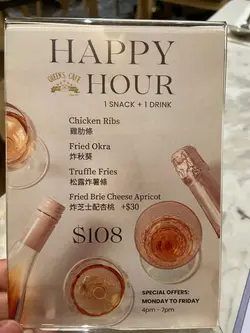 QUEEN'S CAFE
HAPPY
HOUR
1 SNACK + 1 DRINK
Chicken Ribs
雞肋條
Fried Okra
炸秋葵
Truffle Fries
松露炸薯條
Fried Brie Cheese Apricot
炸芝士配杏桃 +$30
$108
SPECIAL OFFERS:
MONDAY TO FRIDAY
4pm - 7pm